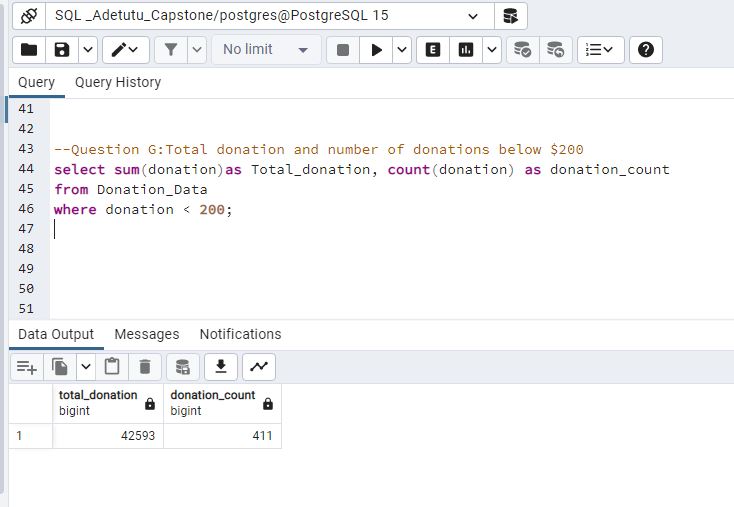 SQL _Adetutu_Capstone/postgres@PostgreSQL 15
No limit
E
Query Query History
41
42
43 --Question G:Total donation and number of donations below $200
44 select sum(donation)as Total_donation, count(donation) as donation_count
45 from Donation_Data
46 where donation < 200;
47
48
49
50
51
Data Output Messages Notifications
total_donation donation_count
bigint bigint
1 42593 411